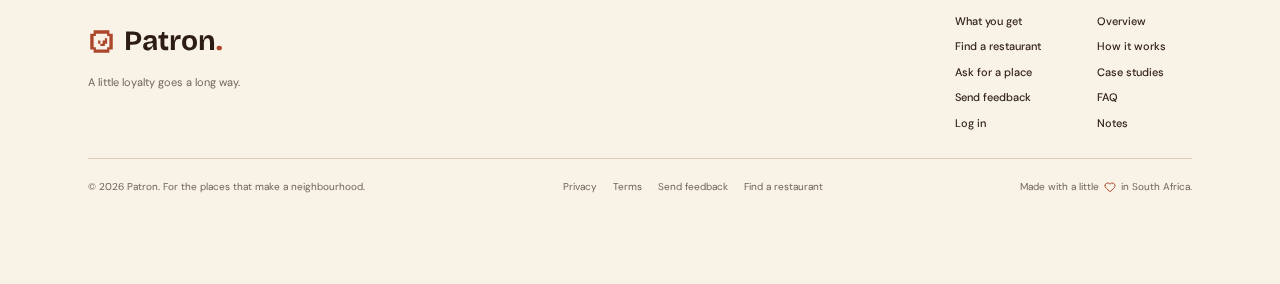 Patron.
A little loyalty goes a long way.
What you get
Find a restaurant
Ask for a place
Send feedback
Log in
Overview
How it works
Case studies
FAQ
Notes
© 2026 Patron. For the places that make a neighbourhood.
Privacy Terms Send feedback Find a restaurant
Made with a little in South Africa.